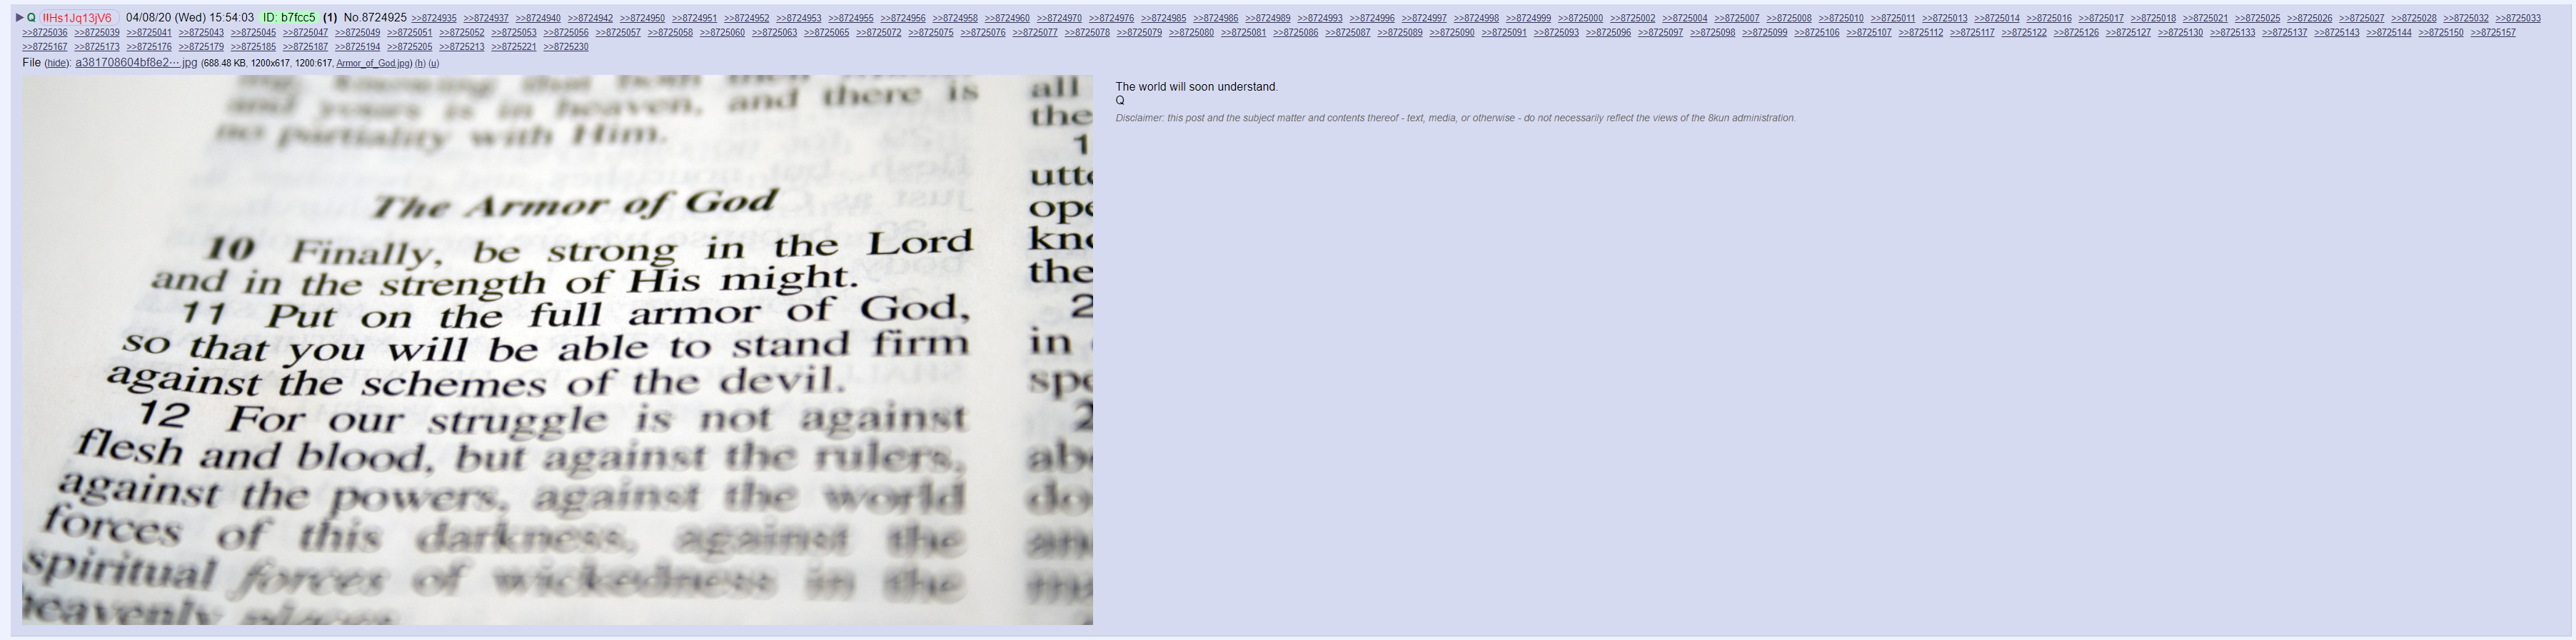 ▶ Q !!Hs1Jq13jV6 04/08/20 (Wed) 15:54:03 ID: b7fcc5 (1) No.8724925 >>8724935 >>8724937 >>8724940 >>8724942 >>8724950 >>8724951 >>8724952 >>8724953 >>8724955 >>8724956 >>8724958 >>8724960 >>8724970 >>8724976 >>8724985 >>8724986 >>8724989 >>8724993 >>8724996 >>8724997 >>8724998 >>8724999 >>8725000 >>8725002 >>8725004 >>8725007 >>8725008 >>8725010 >>8725011 >>8725013 >>8725014 >>8725016 >>8725017 >>8725018 >>8725021 >>8725025 >>8725026 >>8725027 >>8725028 >>8725032 >>8725033
>>8725036 >>8725039 >>8725041 >>8725043 >>8725045 >>8725047 >>8725049 >>8725051 >>8725052 >>8725053 >>8725056 >>8725057 >>8725058 >>8725060 >>8725063 >>8725065 >>8725072 >>8725075 >>8725076 >>8725077 >>8725078 >>8725079 >>8725080 >>8725081 >>8725086 >>8725087 >>8725089 >>8725090 >>8725091 >>8725093 >>8725096 >>8725097 >>8725098 >>8725099 >>8725106 >>8725107 >>8725112 >>8725117 >>8725122 >>8725126 >>8725127 >>8725130 >>8725133 >>8725137 >>8725143 >>8725144 >>8725150 >>8725157
>>8725167 >>8725173 >>8725176 >>8725179 >>8725185 >>8725187 >>8725194 >>8725205 >>8725213 >>8725221 >>8725230
File (hide): a381708604bf8e2⋯.jpg (688.48 KB, 1200x617, 1200:617, Armor_of_God.jpg) (h) (u)
and yours is in heaven, and there is
no partiality with Him.
The Armor of God
10 Finally, be strong in the Lord
and in the strength of His might.
11 Put on the full armor of God,
so that you will be able to stand firm
against the schemes of the devil.
12 For our struggle is not against
flesh and blood, but against the rulers,
against the powers, against the world
forces of this darkness, against the
spiritual forces of wickedness in the
heavenly places.
all
the
1
utt
ope
kno
the
2
in
spe
2
ab
do
an
The world will soon understand.
Q
Disclaimer: this post and the subject matter and contents thereof - text, media, or otherwise - do not necessarily reflect the views of the 8kun administration.